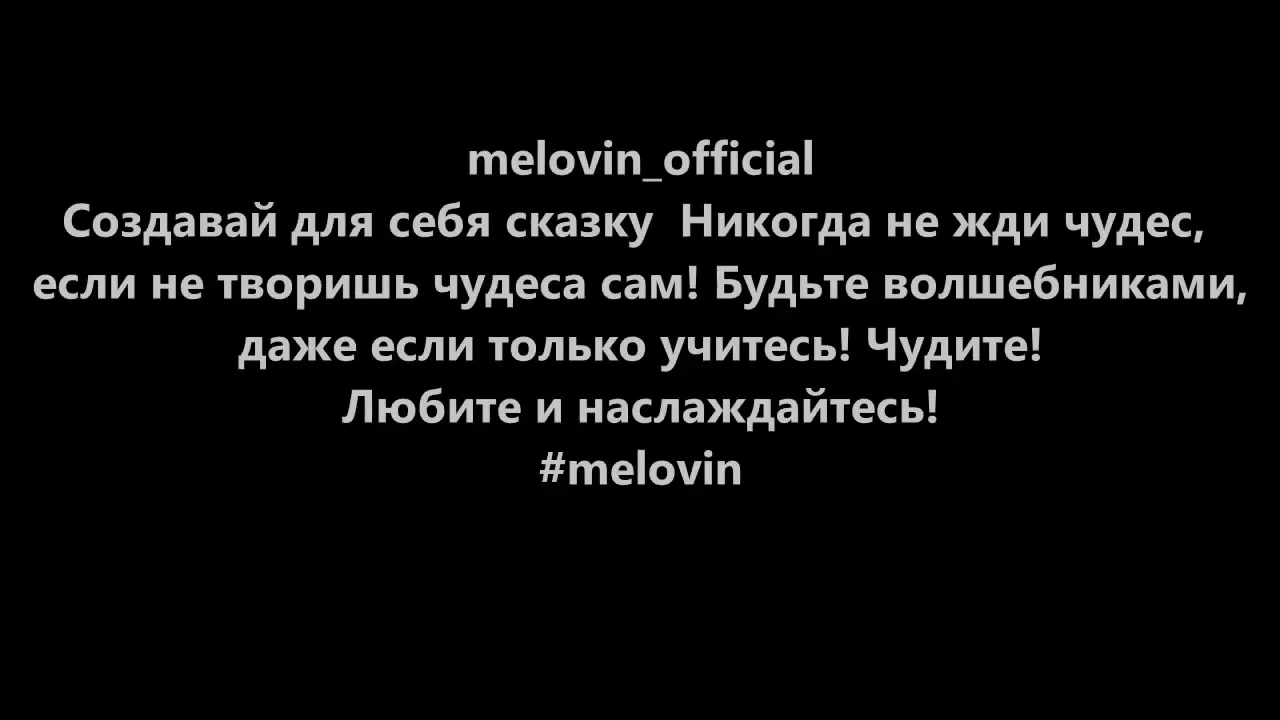 melovin_official
Создавай для себя сказку  Никогда не жди чудес,
если не творишь чудеса сам! Будьте волшебниками,
даже если только учитесь! Чудите!
Любите и наслаждайтесь!
#melovin